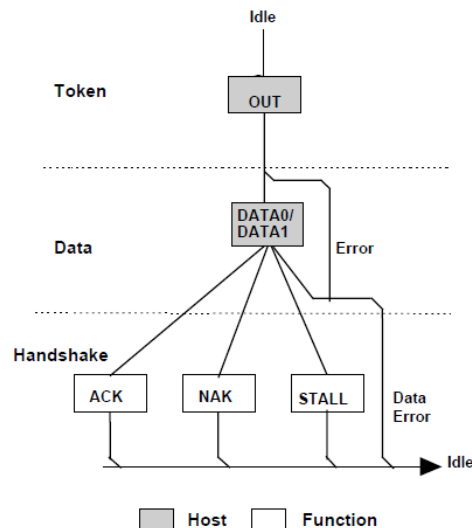 Idle
Token
OUT
DATA0/
DATA1
Data
Error
Handshake
ACK
NAK
STALL
Data
Error
Idle
Host
Function